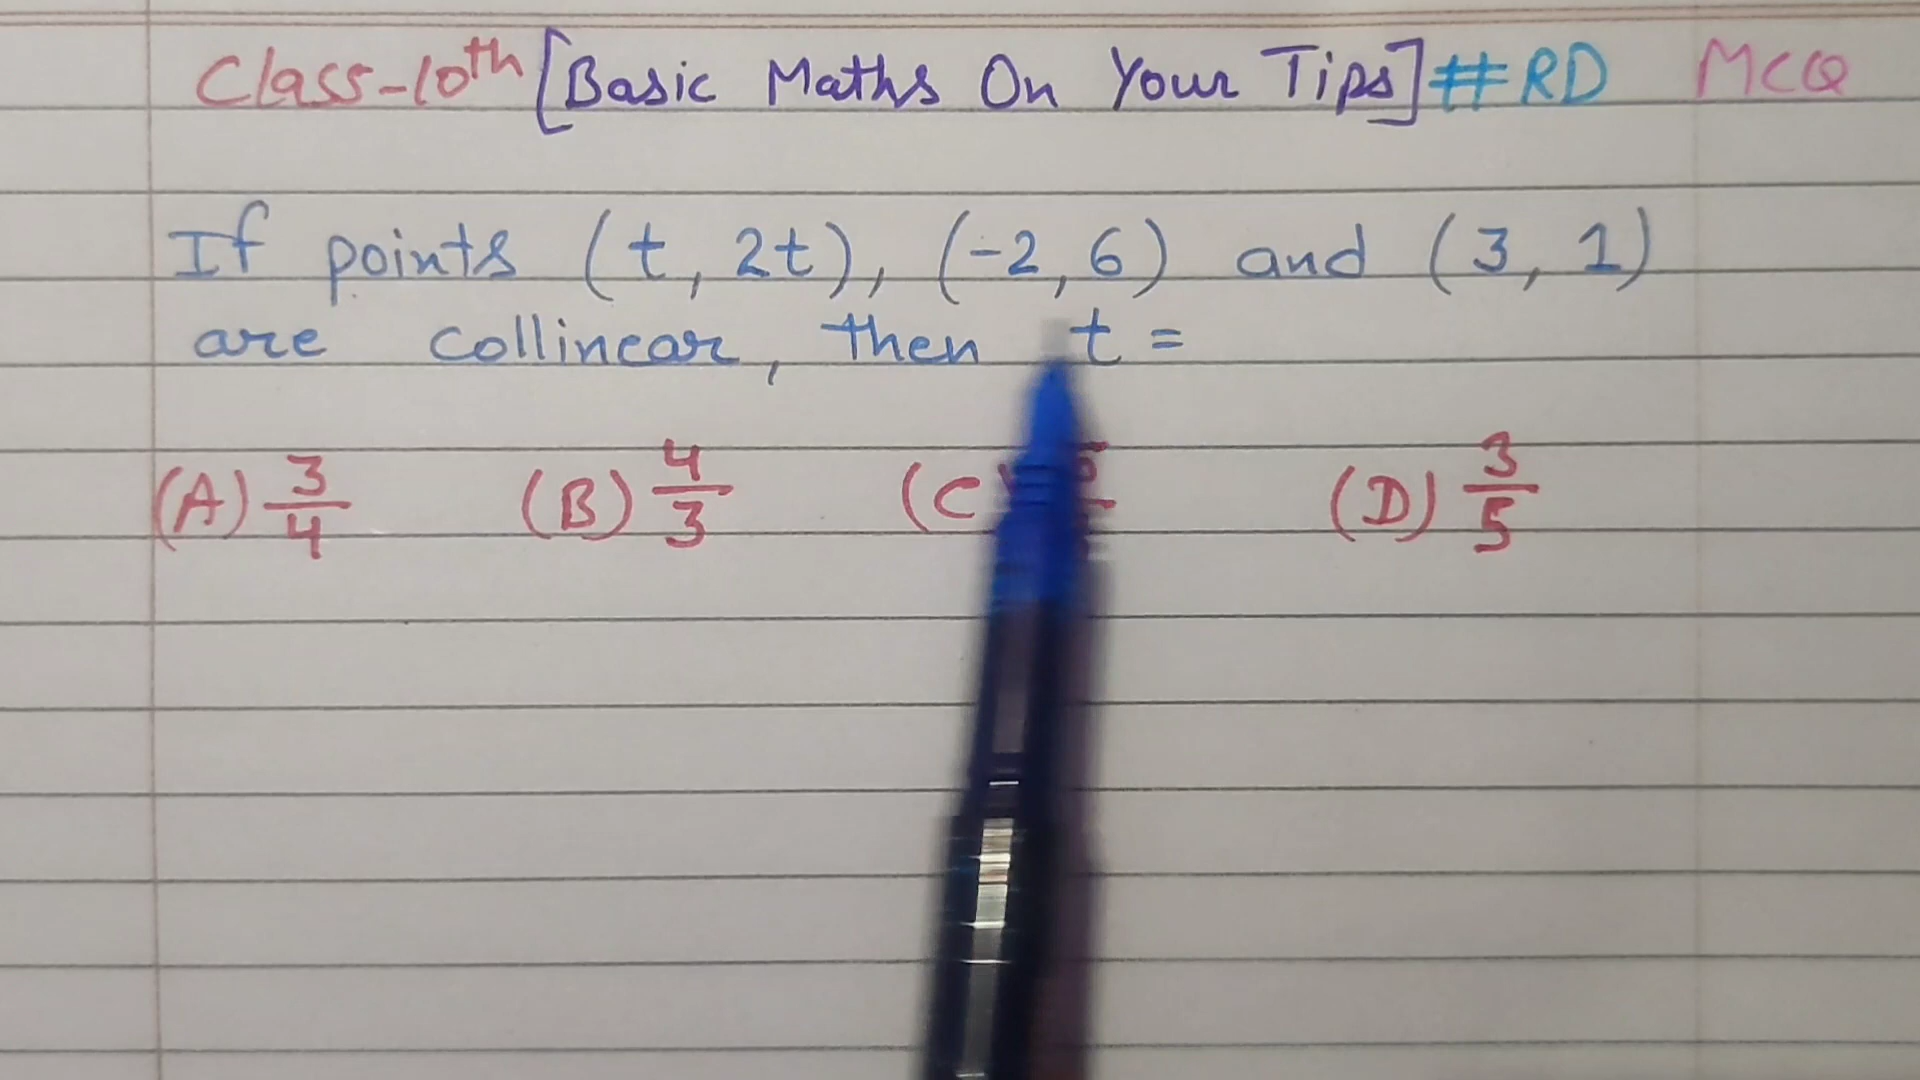 Class-10th [Basic Maths On Your Tips] #RD MCQ
If points (t, 2t), (-2, 6) and (3, 1)
are collinear, then t =
(A) 3/4 (B) 4/3 (C (D) 3/5